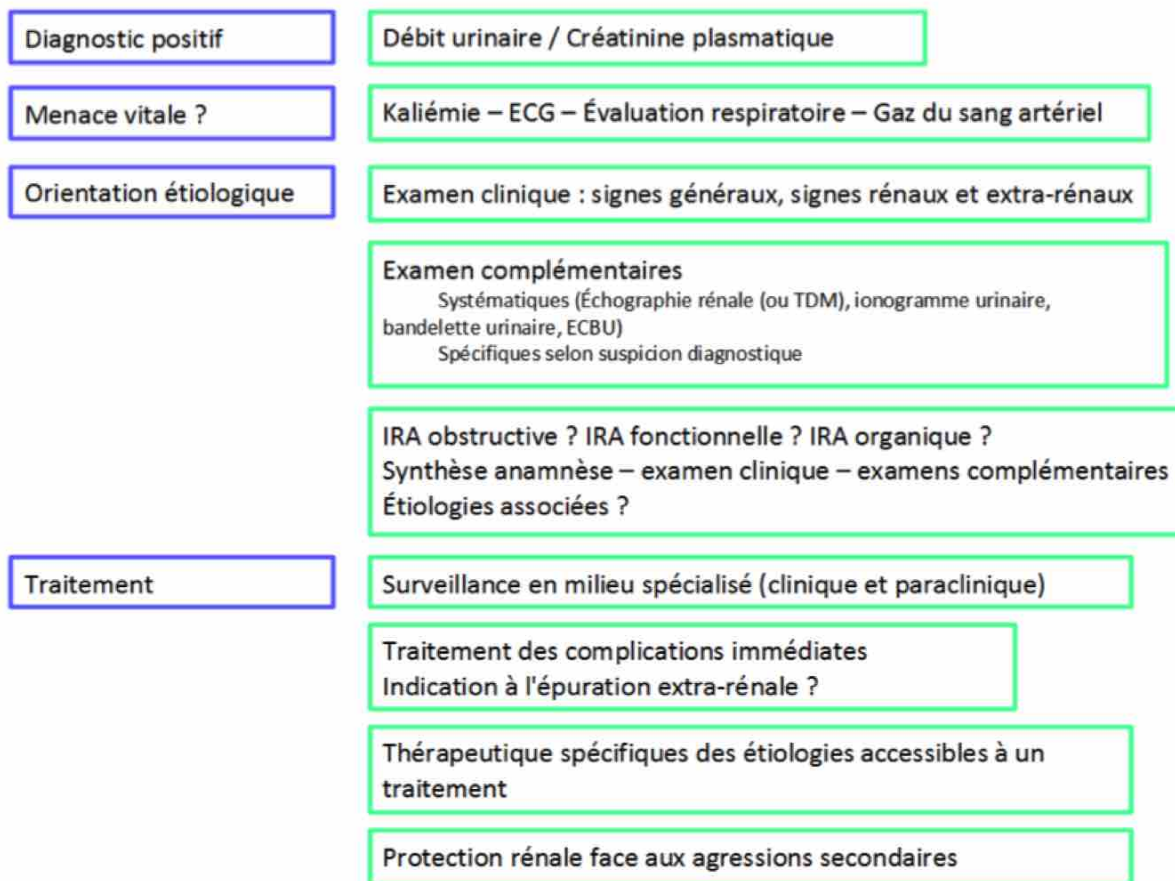 Diagnostic positif
Débit urinaire / Créatinine plasmatique
Menace vitale ?
Kaliémie – ECG – Évaluation respiratoire – Gaz du sang artériel
Orientation étiologique
Examen clinique : signes généraux, signes rénaux et extra-rénaux
Examen complémentaires
Systématiques (Échographie rénale (ou TDM), ionogramme urinaire,
bandelette urinaire, ECBU)
Spécifiques selon suspicion diagnostique
IRA obstructive ? IRA fonctionnelle ? IRA organique ?
Synthèse anamnèse – examen clinique – examens complémentaires
Étiologies associées ?
Traitement
Surveillance en milieu spécialisé (clinique et paraclinique)
Traitement des complications immédiates
Indication à l'épuration extra-rénale ?
Thérapeutique spécifiques des étiologies accessibles à un
traitement
Protection rénale face aux agressions secondaires